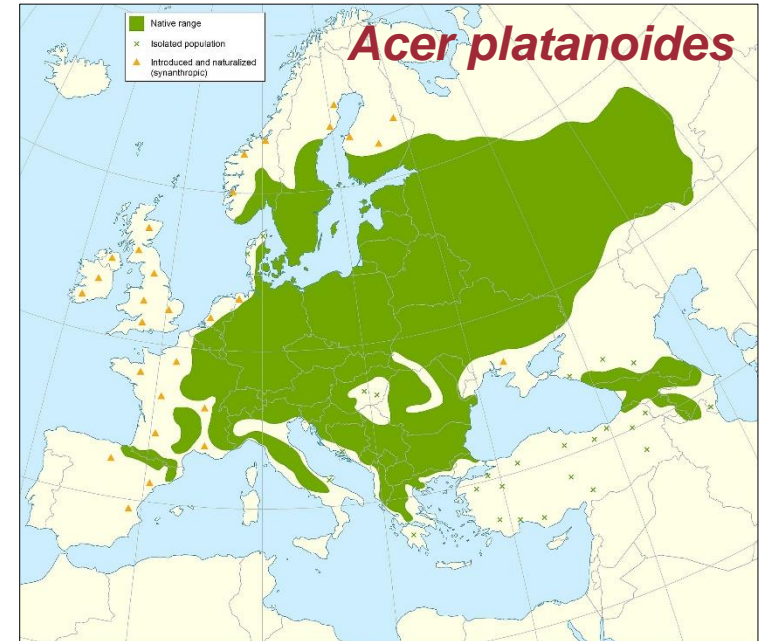 Acer platanoides
Native range
Isolated population
Introduced and naturalized
(synanthropic)